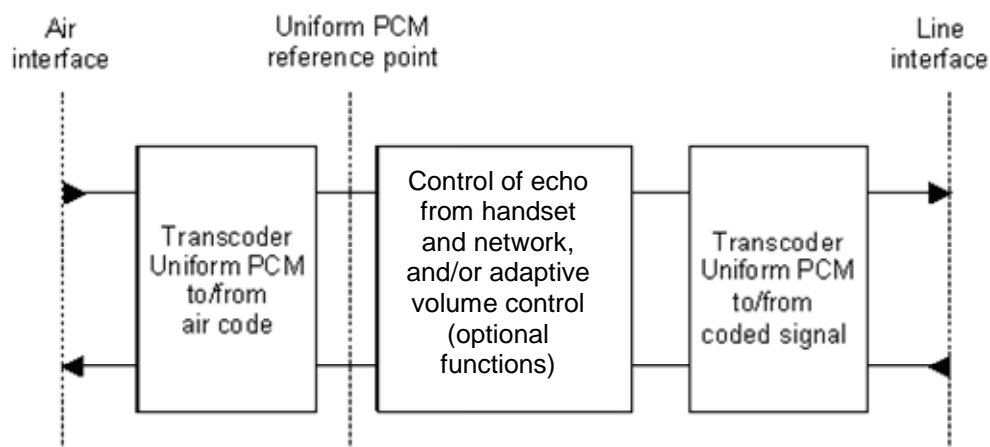 Air
interface
Uniform PCM
reference point
Line
interface
Transcoder
Uniform PCM
to/from
air code
Control of echo
from handset
and network,
and/or adaptive
volume control
(optional
functions)
Transcoder
Uniform PCM
to/from
coded signal